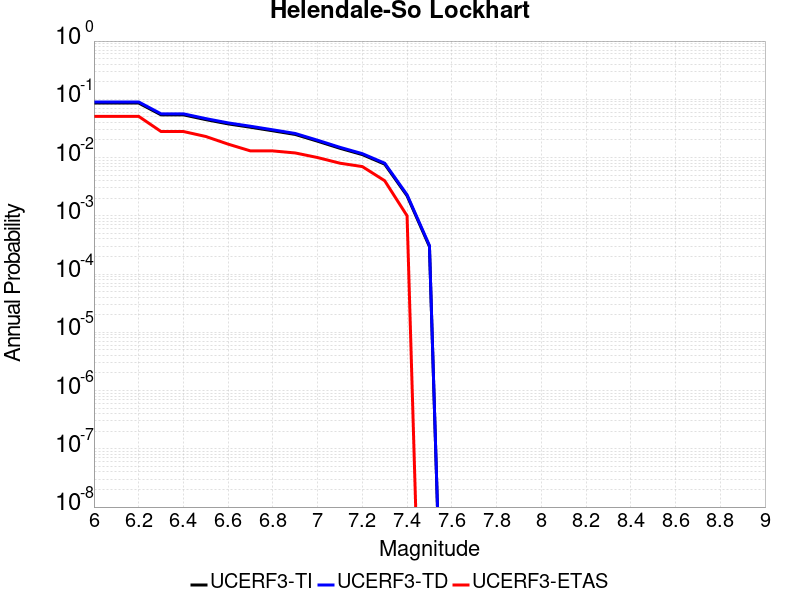 Helendale-So Lockhart
Annual Probability
10^0
10^-1
10^-2
10^-3
10^-4
10^-5
10^-6
10^-7
10^-8
6 6.2 6.4 6.6 6.8 7 7.2 7.4 7.6 7.8 8 8.2 8.4 8.6 8.8 9
Magnitude
UCERF3-TI UCERF3-TD UCERF3-ETAS